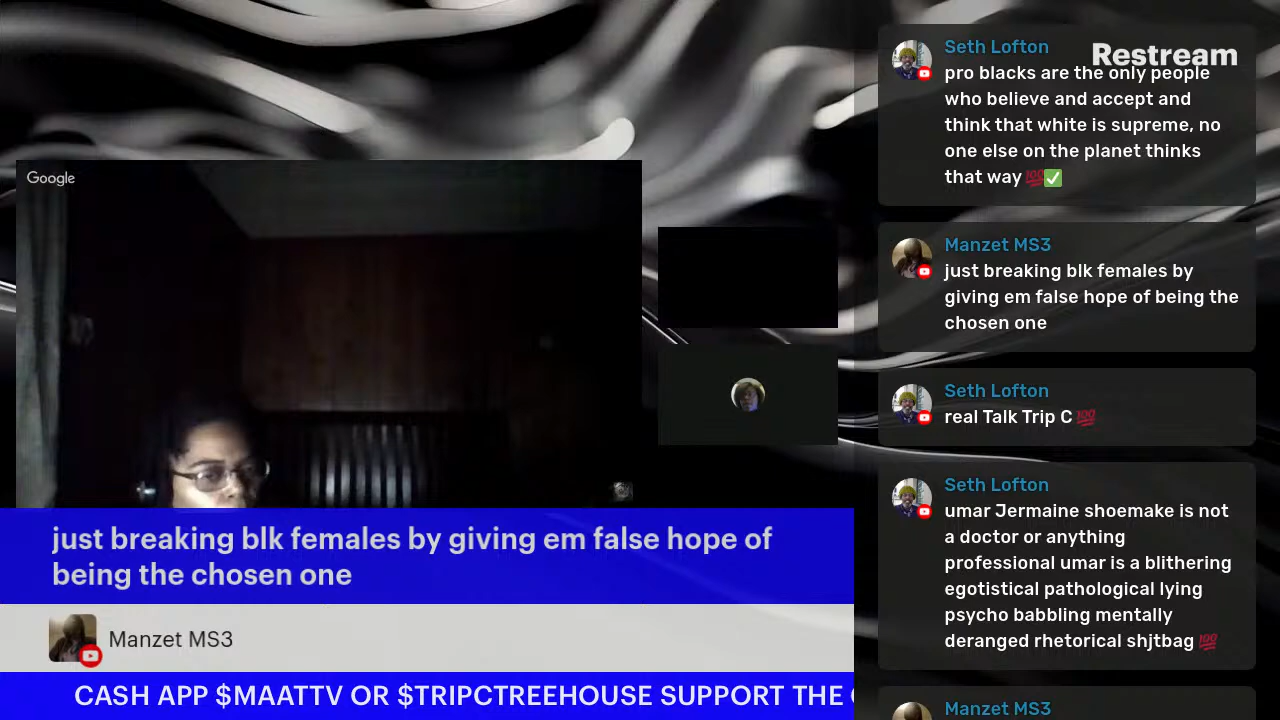 Google
just breaking blk females by giving em false hope of
being the chosen one
Manzet MS3
CASH APP $MAATTV OR $TRIPCTREEHOUSE SUPPORT THE
Restream
Seth Lofton
pro blacks are the only people
who believe and accept and
think that white is supreme, no
one else on the planet thinks
that way 💯✅
Manzet MS3
just breaking blk females by
giving em false hope of being the
chosen one
Seth Lofton
real Talk Trip C 💯
Seth Lofton
umar Jermaine shoemake is not
a doctor or anything
professional umar is a blithering
egotistical pathological lying
psycho babbling mentally
deranged rhetorical shjtbag 💯
Manzet MS3